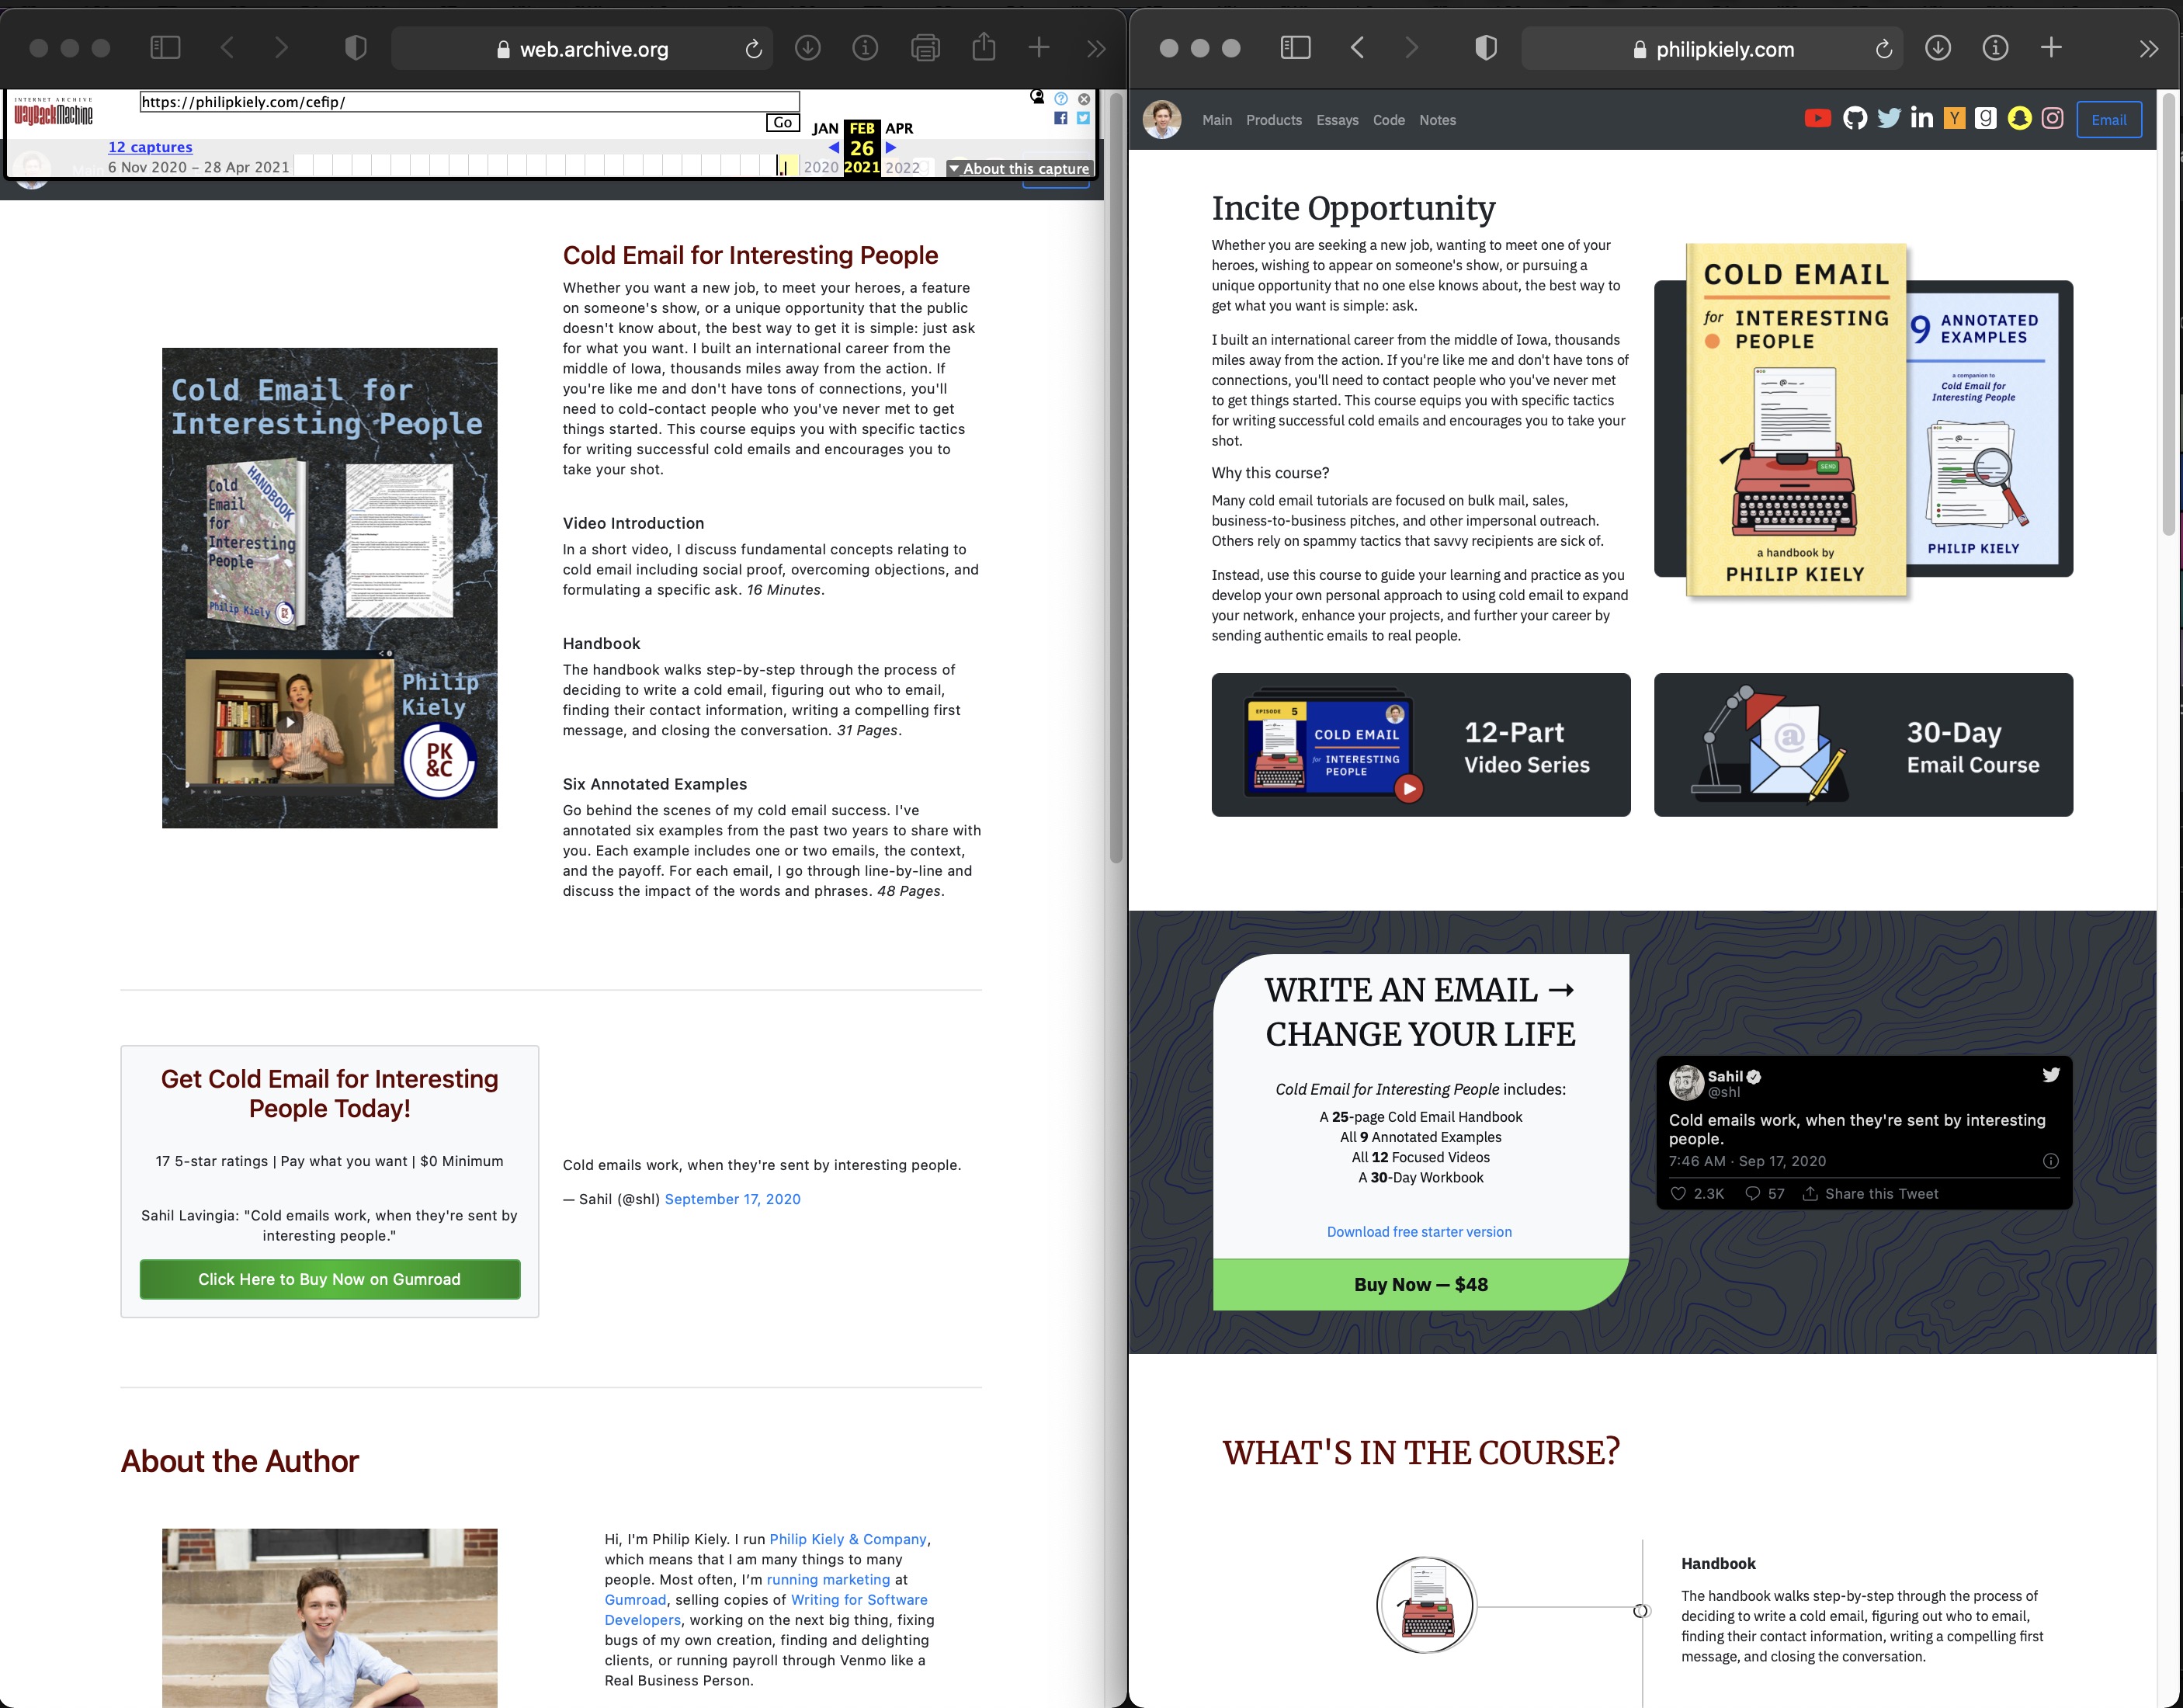 web.archive.org
INTERNET ARCHIVE
WayBackMachine
https://philipkiely.com/cefip/
Go
JAN FEB APR
26
2020 2021 2022
12 captures
6 Nov 2020 – 28 Apr 2021
▼ About this capture
Cold Email for
Interesting People
HANDBOOK
Cold
Email
for
Interesting
People
Philip Kiely
Philip
Kiely
PK
&C
Cold Email for Interesting People
Whether you want a new job, to meet your heroes, a feature
on someone's show, or a unique opportunity that the public
doesn't know about, the best way to get it is simple: just ask
for what you want. I built an international career from the
middle of Iowa, thousands miles away from the action. If
you're like me and don't have tons of connections, you'll
need to cold-contact people who you've never met to get
things started. This course equips you with specific tactics
for writing successful cold emails and encourages you to
take your shot.
Video Introduction
In a short video, I discuss fundamental concepts relating to
cold email including social proof, overcoming objections, and
formulating a specific ask. 16 Minutes.
Handbook
The handbook walks step-by-step through the process of
deciding to write a cold email, figuring out who to email,
finding their contact information, writing a compelling first
message, and closing the conversation. 31 Pages.
Six Annotated Examples
Go behind the scenes of my cold email success. I've
annotated six examples from the past two years to share with
you. Each example includes one or two emails, the context,
and the payoff. For each email, I go through line-by-line and
discuss the impact of the words and phrases. 48 Pages.
Get Cold Email for Interesting
People Today!
17 5-star ratings | Pay what you want | $0 Minimum
Sahil Lavingia: "Cold emails work, when they're sent by
interesting people."
Click Here to Buy Now on Gumroad
Cold emails work, when they're sent by interesting people.
— Sahil (@shl) September 17, 2020
About the Author
Hi, I'm Philip Kiely. I run Philip Kiely & Company,
which means that I am many things to many
people. Most often, I'm running marketing at
Gumroad, selling copies of Writing for Software
Developers, working on the next big thing, fixing
bugs of my own creation, finding and delighting
clients, or running payroll through Venmo like a
Real Business Person.
philipkiely.com
Main Products Essays Code Notes
Email
Incite Opportunity
Whether you are seeking a new job, wanting to meet one of your
heroes, wishing to appear on someone's show, or pursuing a
unique opportunity that no one else knows about, the best way to
get what you want is simple: ask.
I built an international career from the middle of Iowa, thousands
miles away from the action. If you're like me and don't have tons of
connections, you'll need to contact people who you've never met
to get things started. This course equips you with specific tactics
for writing successful cold emails and encourages you to take your
shot.
Why this course?
Many cold email tutorials are focused on bulk mail, sales,
business-to-business pitches, and other impersonal outreach.
Others rely on spammy tactics that savvy recipients are sick of.
Instead, use this course to guide your learning and practice as you
develop your own personal approach to using cold email to expand
your network, enhance your projects, and further your career by
sending authentic emails to real people.
COLD EMAIL
for INTERESTING
PEOPLE
SEND
a handbook by
PHILIP KIELY
9 ANNOTATED
EXAMPLES
a companion to
Cold Email for
Interesting People
PHILIP KIELY
EPISODE 5
COLD EMAIL
for INTERESTING
PEOPLE
12-Part
Video Series
@
30-Day
Email Course
WRITE AN EMAIL →
CHANGE YOUR LIFE
Cold Email for Interesting People includes:
A 25-page Cold Email Handbook
All 9 Annotated Examples
All 12 Focused Videos
A 30-Day Workbook
Download free starter version
Buy Now — $48
Sahil
@shl
Cold emails work, when they're sent by interesting
people.
7:46 AM · Sep 17, 2020
2.3K 57 Share this Tweet
WHAT'S IN THE COURSE?
Handbook
The handbook walks step-by-step through the process of
deciding to write a cold email, figuring out who to email,
finding their contact information, writing a compelling first
message, and closing the conversation.